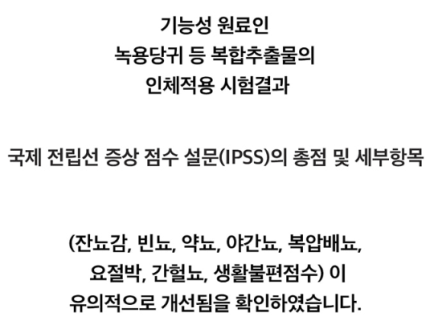 기능성 원료인
녹용당귀 등 복합추출물의
인체적용 시험결과
국제 전립선 증상 점수 설문(IPSS)의 총점 및 세부항목
(잔뇨감, 빈뇨, 약뇨, 야간뇨, 복압배뇨,
요절박, 간헐뇨, 생활불편점수) 이
유의적으로 개선됨을 확인하였습니다.